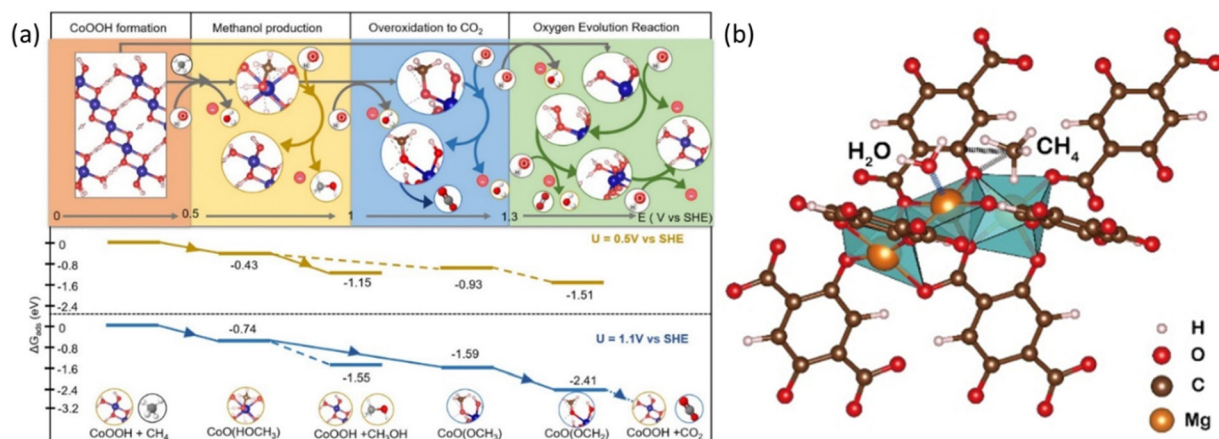 (a)
CoOOH formation Methanol production Overoxidation to CO₂ Oxygen Evolution Reaction
0 0.5 1 1.3 E ( V vs SHE)
U = 0.5V vs SHE
0
-0.8
-1.6
-2.4
-0.43
-1.15
-0.93
-1.51
ΔG_ads (eV)
U = 1.1V vs SHE
0
-0.8
-1.6
-2.4
-3.2
-0.74
-1.55
-1.59
-2.41
CoOOH + CH₄ CoO(HOCH₃) CoOOH +CH₃OH CoO(OCH₃) CoO(OCH₂) CoOOH +CO₂
(b)
H₂O
CH₄
H
O
C
Mg